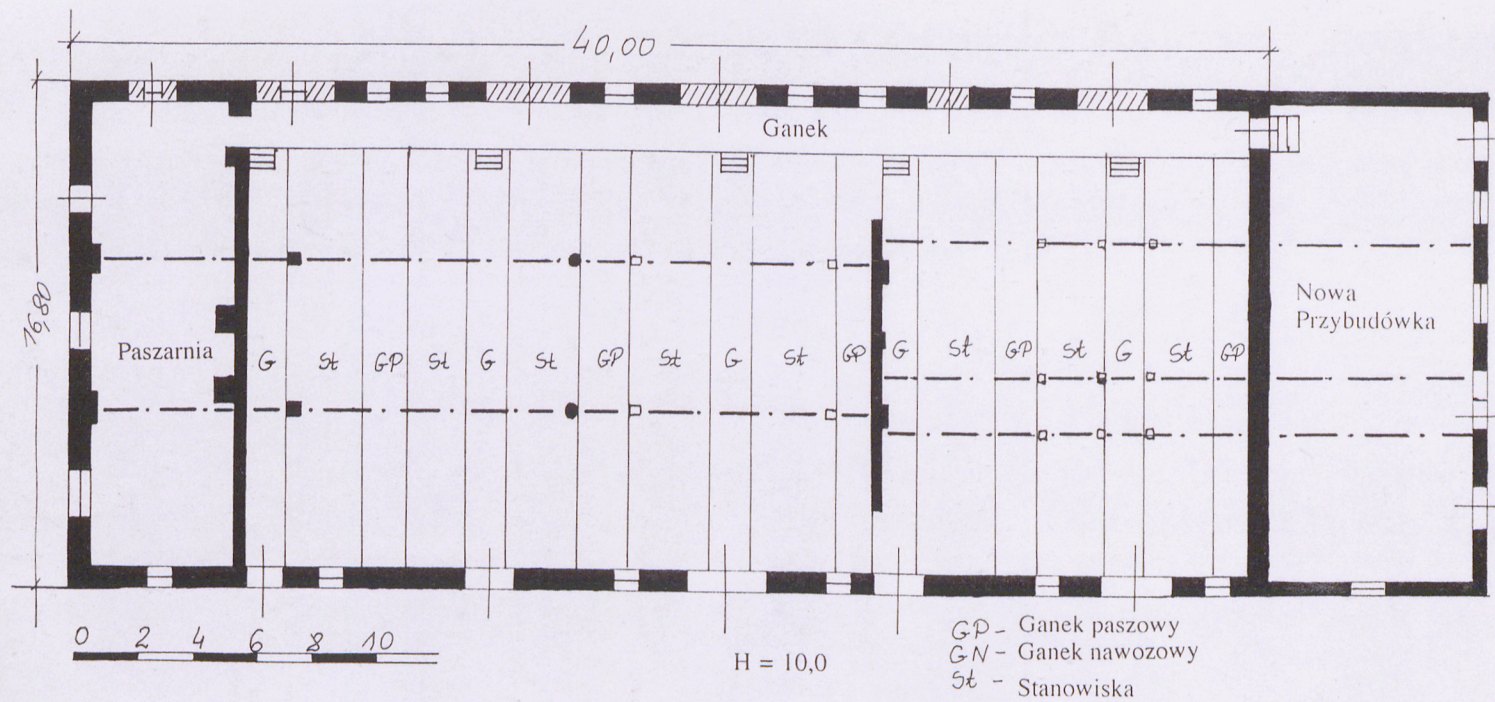 40,00
16,80
Ganek
Nowa
Przybudówka
Paszarnia
G St GP St G St GP St G St GP G St GP St G St GP
0 2 4 6 8 10
H = 10,0
GP - Ganek paszowy
GN - Ganek nawozowy
St - Stanowiska